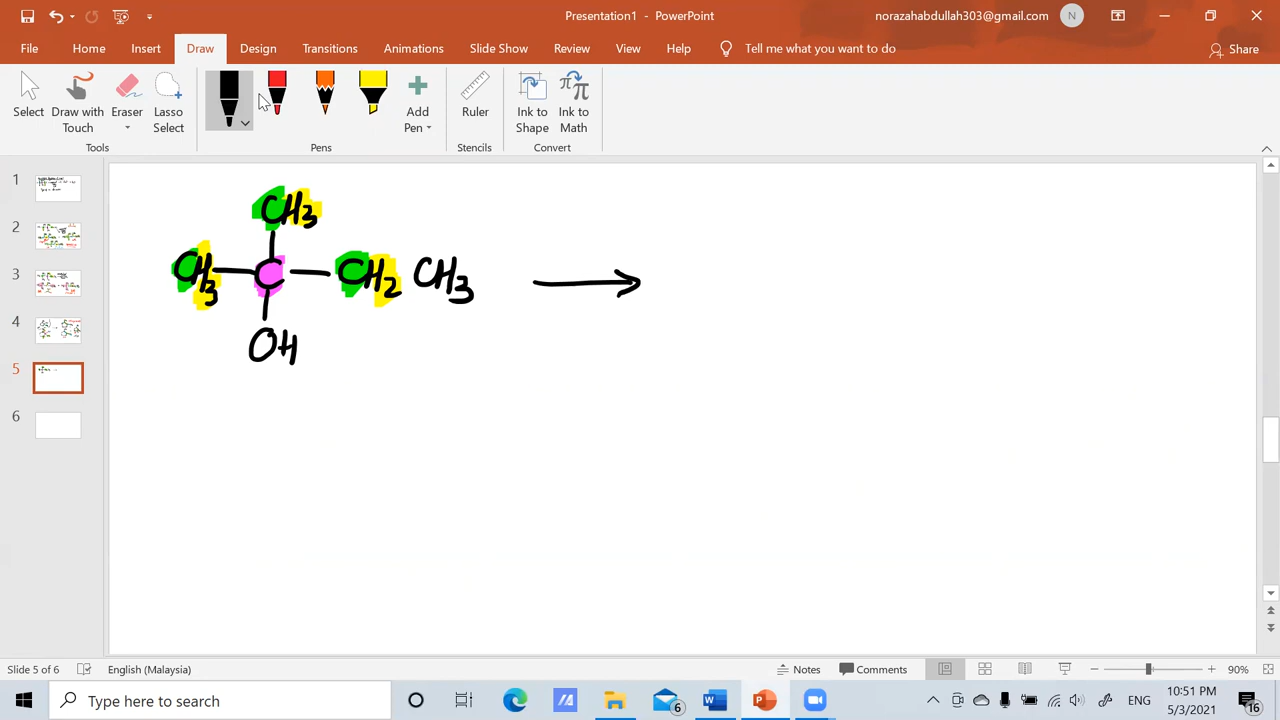 Presentation1 - PowerPoint
norazahabdullah303@gmail.com N
File Home Insert Draw Design Transitions Animations Slide Show Review View Help Tell me what you want to do Share
Select Draw with Touch Eraser Lasso Select Add Pen Ruler Ink to Shape Ink to Math
Tools Pens Stencils Convert
1
2
3
4
5
6
CH3
CH3 C CH2 CH3
OH
Slide 5 of 6 English (Malaysia) Notes Comments 90%
Type here to search 6 W P ENG 10:51 PM 5/3/2021 16